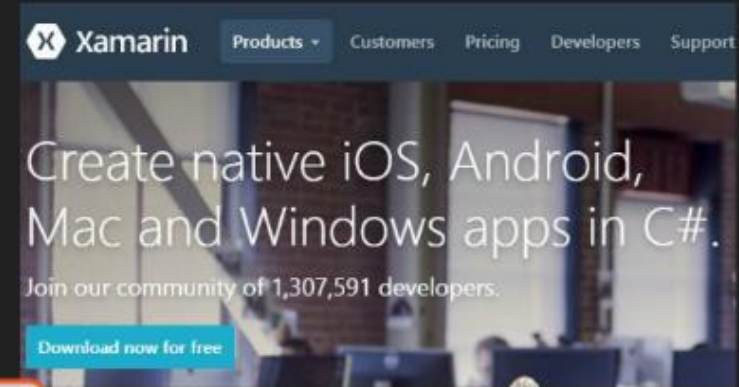 Xamarin Products Customers Pricing Developers Support
Create native iOS, Android,
Mac and Windows apps in C#.
Join our community of 1,307,591 developers.
Download now for free